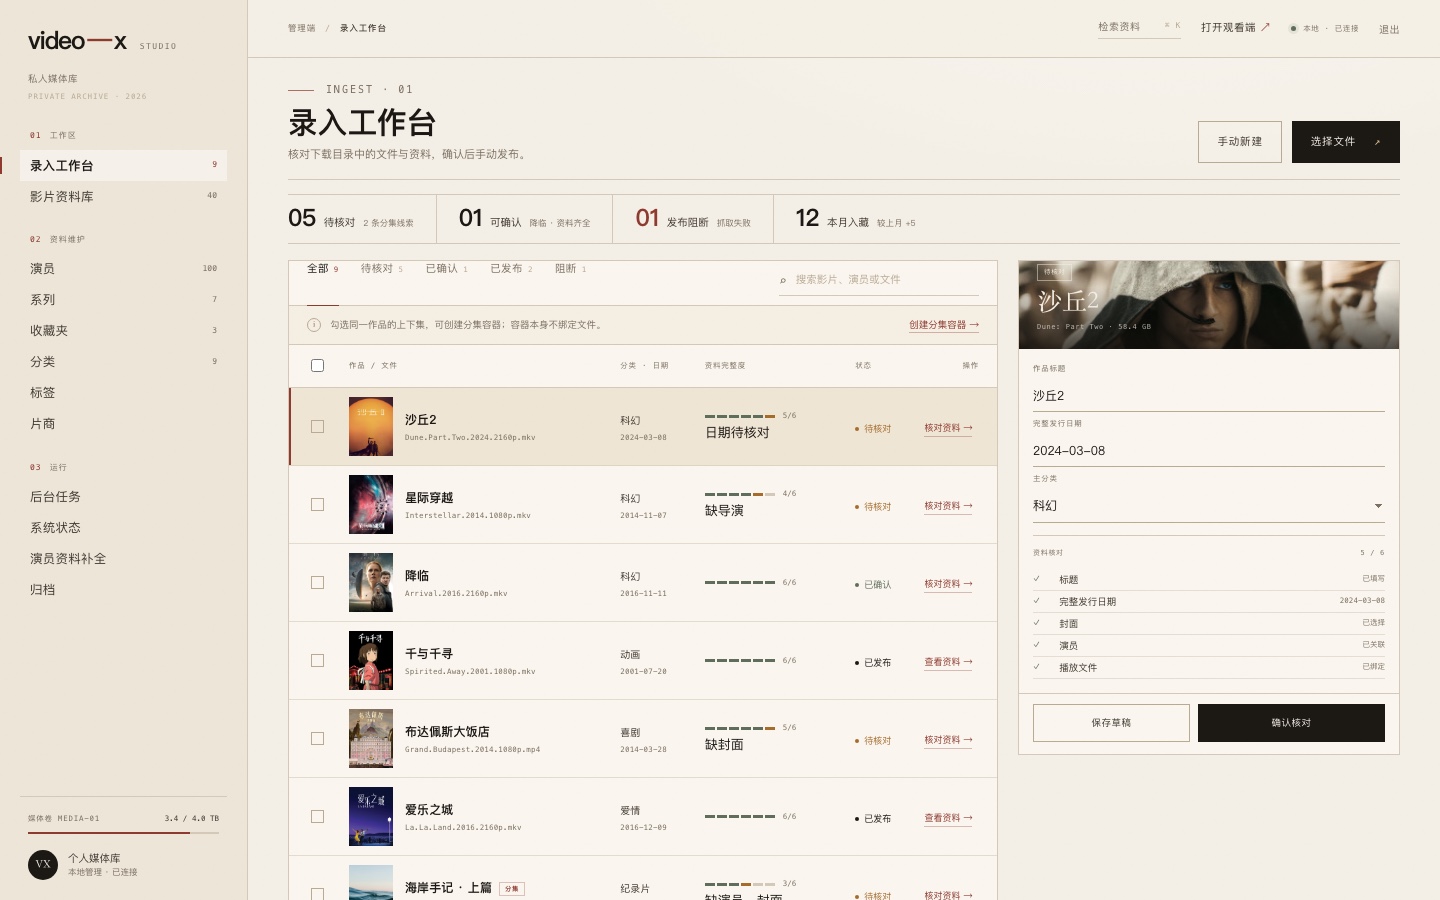 video—x STUDIO
私人媒体库
PRIVATE ARCHIVE · 2026
01 工作区
录入工作台 9
影片资料库 40
02 资料维护
演员 100
系列 7
收藏夹 3
分类 9
标签
片商
03 运行
后台任务
系统状态
演员资料补全
归档
媒体卷 MEDIA-01 3.4 / 4.0 TB
VX
个人媒体库
本地管理 · 已连接
管理端 / 录入工作台
检索资料 ⌘ K
打开观看端 ↗
本地 · 已连接
退出
INGEST · 01
录入工作台
核对下载目录中的文件与资料，确认后手动发布。
手动新建
选择文件 ↗
05 待核对 2 条分集线索
01 可确认 降临 · 资料齐全
01 发布阻断 抓取失败
12 本月入藏 较上月 +5
全部 9 待核对 5 已确认 1 已发布 2 阻断 1
搜索影片、演员或文件
勾选同一作品的上下集，可创建分集容器；容器本身不绑定文件。
创建分集容器 →
作品 / 文件 分类 · 日期 资料完整度 状态 操作
沙丘2 科幻 5/6 待核对 核对资料 →
Dune.Part.Two.2024.2160p.mkv 2024-03-08 日期待核对
星际穿越 科幻 4/6 待核对 核对资料 →
Interstellar.2014.1080p.mkv 2014-11-07 缺导演
降临 科幻 6/6 已确认 核对资料 →
Arrival.2016.2160p.mkv 2016-11-11
千与千寻
千与千寻 动画 6/6 已发布 查看资料 →
Spirited.Away.2001.1080p.mkv 2001-07-20
布达佩斯大饭店 喜剧 5/6 待核对 核对资料 →
Grand.Budapest.2014.1080p.mp4 2014-03-28 缺封面
爱乐之城
爱乐之城 爱情 6/6 已发布 查看资料 →
La.La.Land.2016.2160p.mkv 2016-12-09
海岸手记 · 上篇 分集 纪录片 3/6 待核对 核对资料 →
缺演员、封面
待核对
沙丘2
Dune: Part Two · 58.4 GB
作品标题
沙丘2
完整发行日期
2024-03-08
主分类
科幻
资料核对 5 / 6
✓ 标题 已填写
✓ 完整发行日期 2024-03-08
✓ 封面 已选择
✓ 演员 已关联
✓ 播放文件 已绑定
保存草稿
确认核对